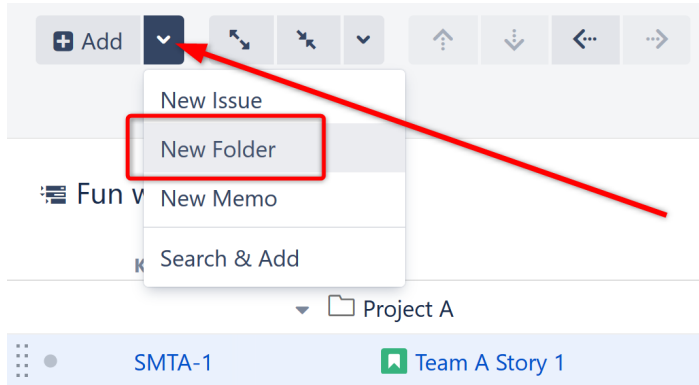 Add
New Issue
New Folder
Fun
New Memo
Search & Add
K
Project A
SMTA-1 Team A Story 1